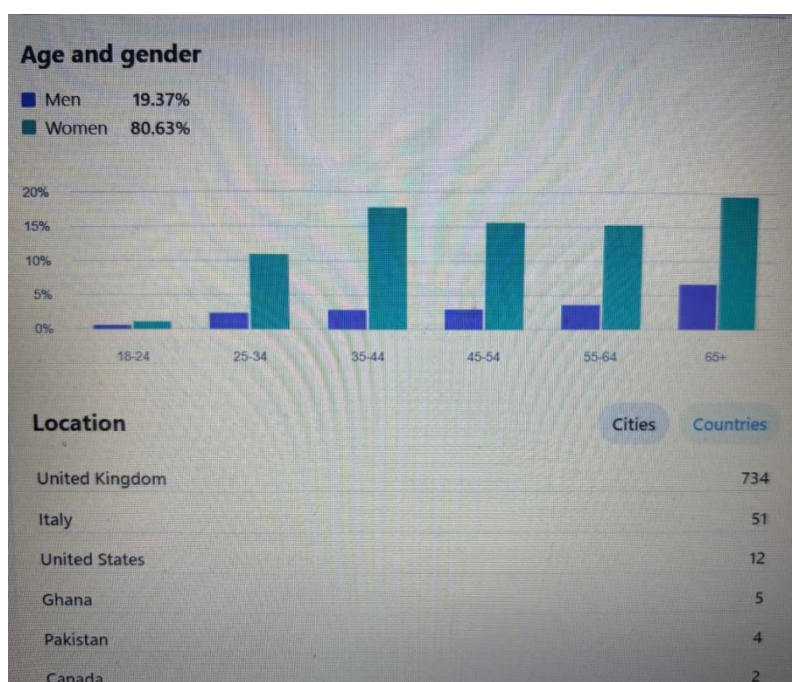 Age and gender
Men 19.37%
Women 80.63%
20%
15%
10%
5%
0%
18-24 25-34 35-44 45-54 55-64 65+
Location Cities Countries
United Kingdom 734
Italy 51
United States 12
Ghana 5
Pakistan 4
Canada 2